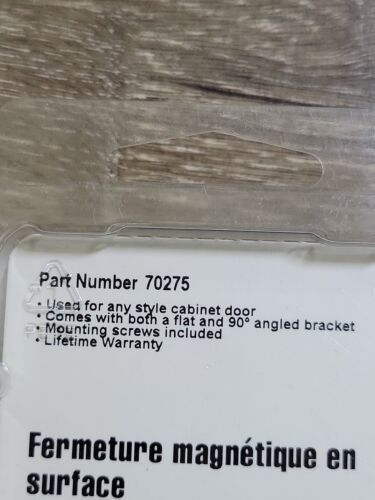 Part Number 70275
• Used for any style cabinet door
• Comes with both a flat and 90° angled bracket
• Mounting screws included
• Lifetime Warranty
Fermeture magnétique en
surface